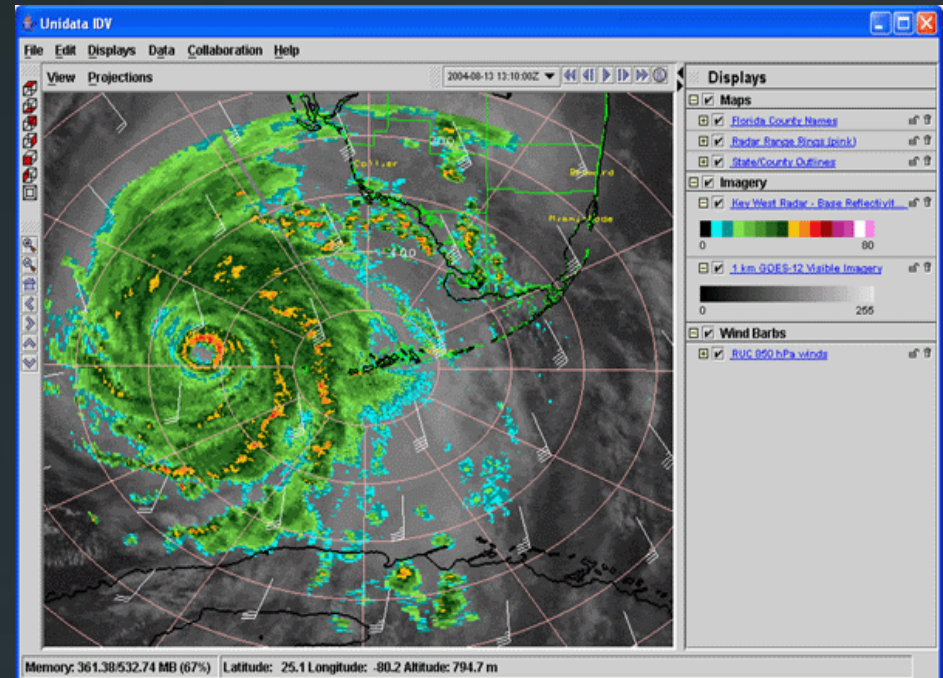 Unidata IDV
File Edit Displays Data Collaboration Help
View Projections
2004-08-13 13:10:00Z
Displays
Maps
Florida County Names
Radar Range Rings (pink)
State/County Outlines
Imagery
Key West Radar - Base Reflectivit...
0 80
1 km GOES-12 Visible Imagery
0 255
Wind Barbs
RUC 850 hPa winds
Collier
Broward
100
Memory: 361.38/532.74 MB (67%) Latitude: 25.1 Longitude: -80.2 Altitude: 794.7 m